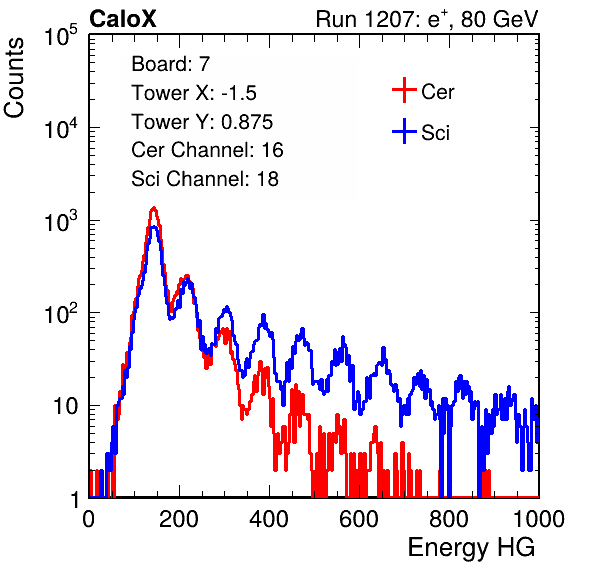 CaloX Run 1207: e⁺, 80 GeV
Counts
10⁵
10⁴
10³
10²
10
1
Board: 7
Tower X: -1.5
Tower Y: 0.875
Cer Channel: 16
Sci Channel: 18
Cer
Sci
0 200 400 600 800 1000
Energy HG